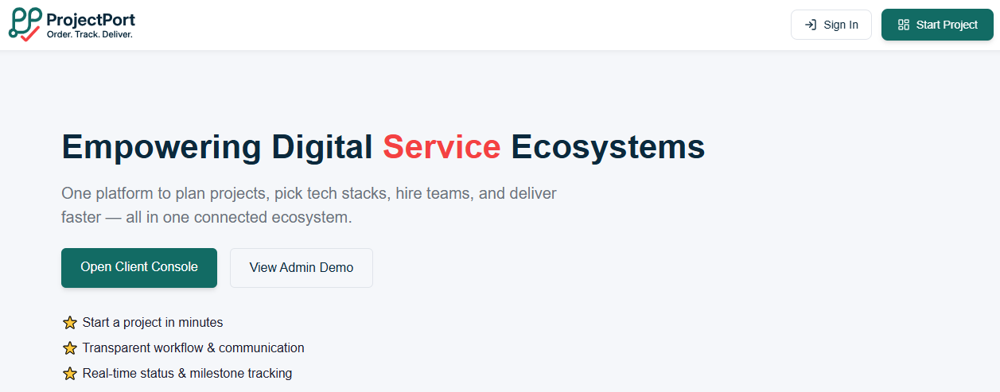 ProjectPort
Order. Track. Deliver.
Sign In
Start Project
Empowering Digital Service Ecosystems
One platform to plan projects, pick tech stacks, hire teams, and deliver
faster — all in one connected ecosystem.
Open Client Console
View Admin Demo
Start a project in minutes
Transparent workflow & communication
Real-time status & milestone tracking